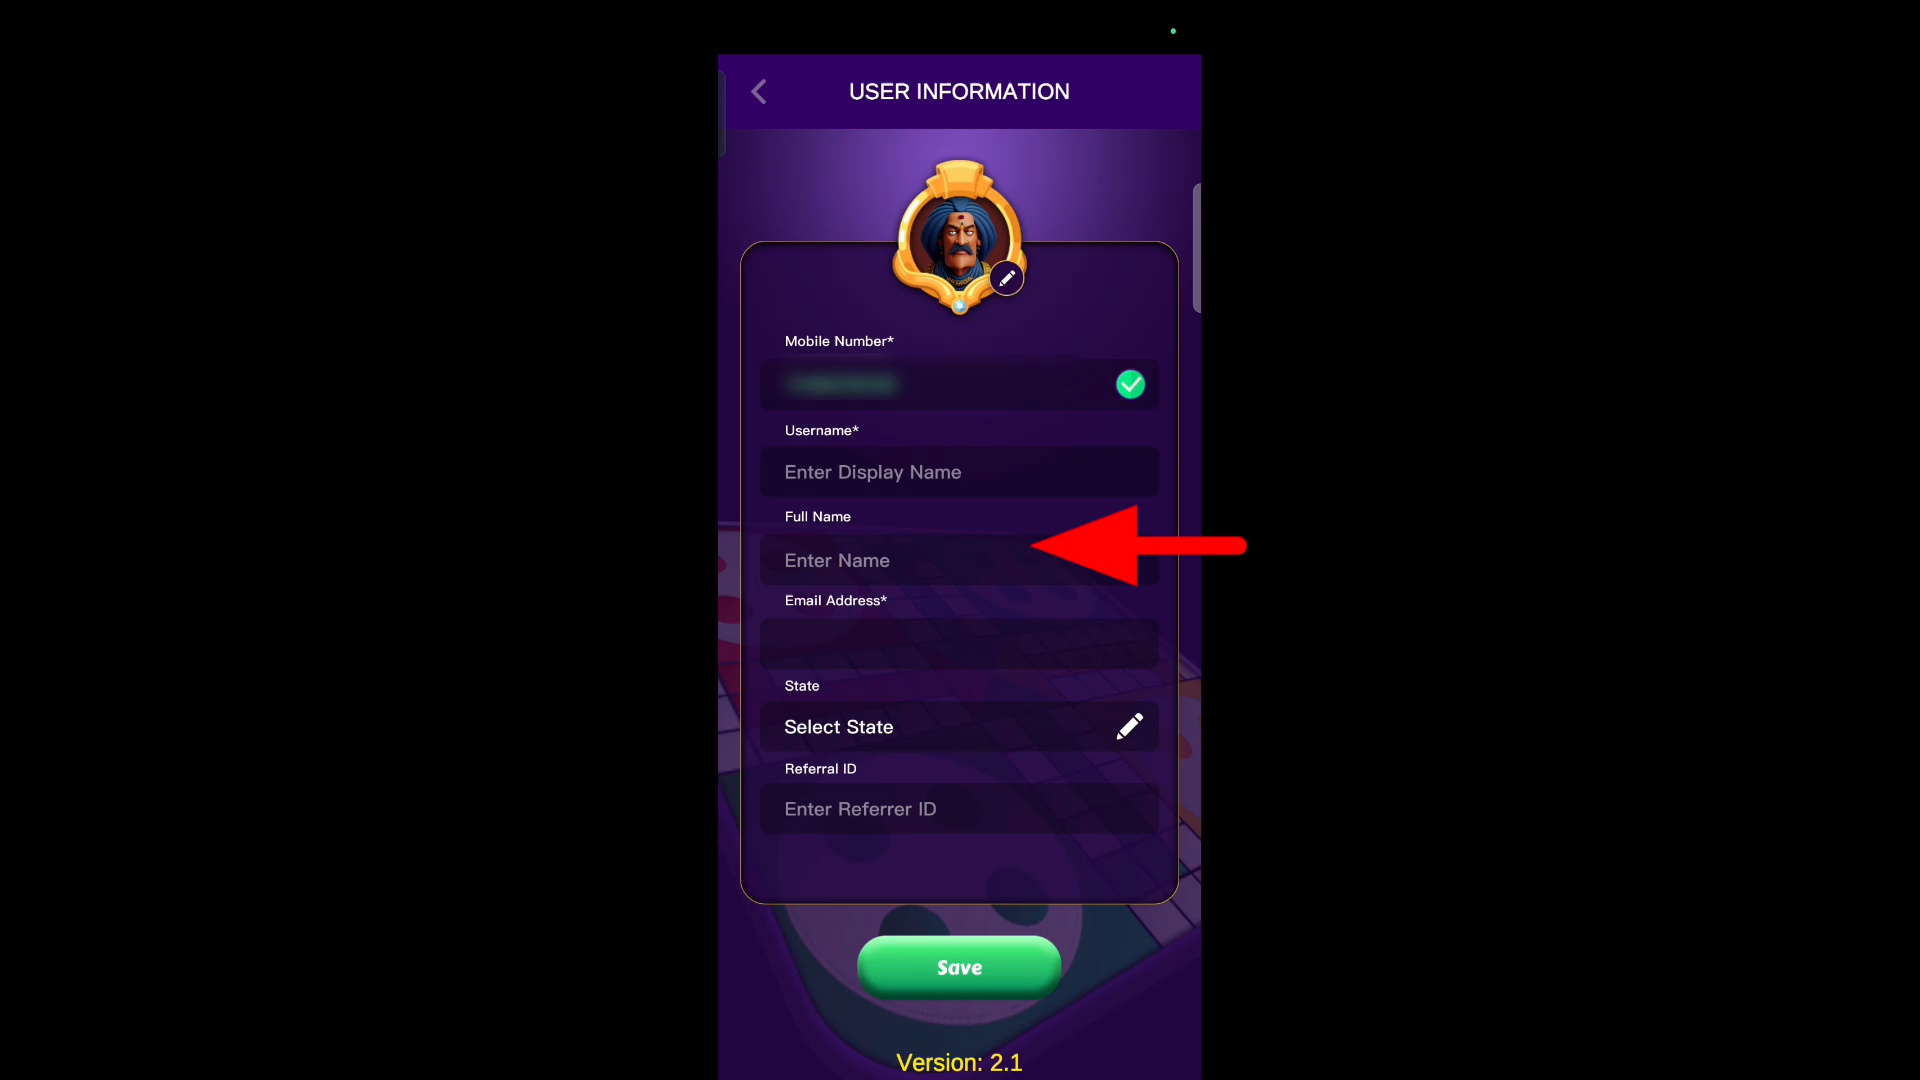 USER INFORMATION
Mobile Number*
Username*
Enter Display Name
Full Name
Enter Name
Email Address*
State
Select State
Referral ID
Enter Referrer ID
Save
Version: 2.1